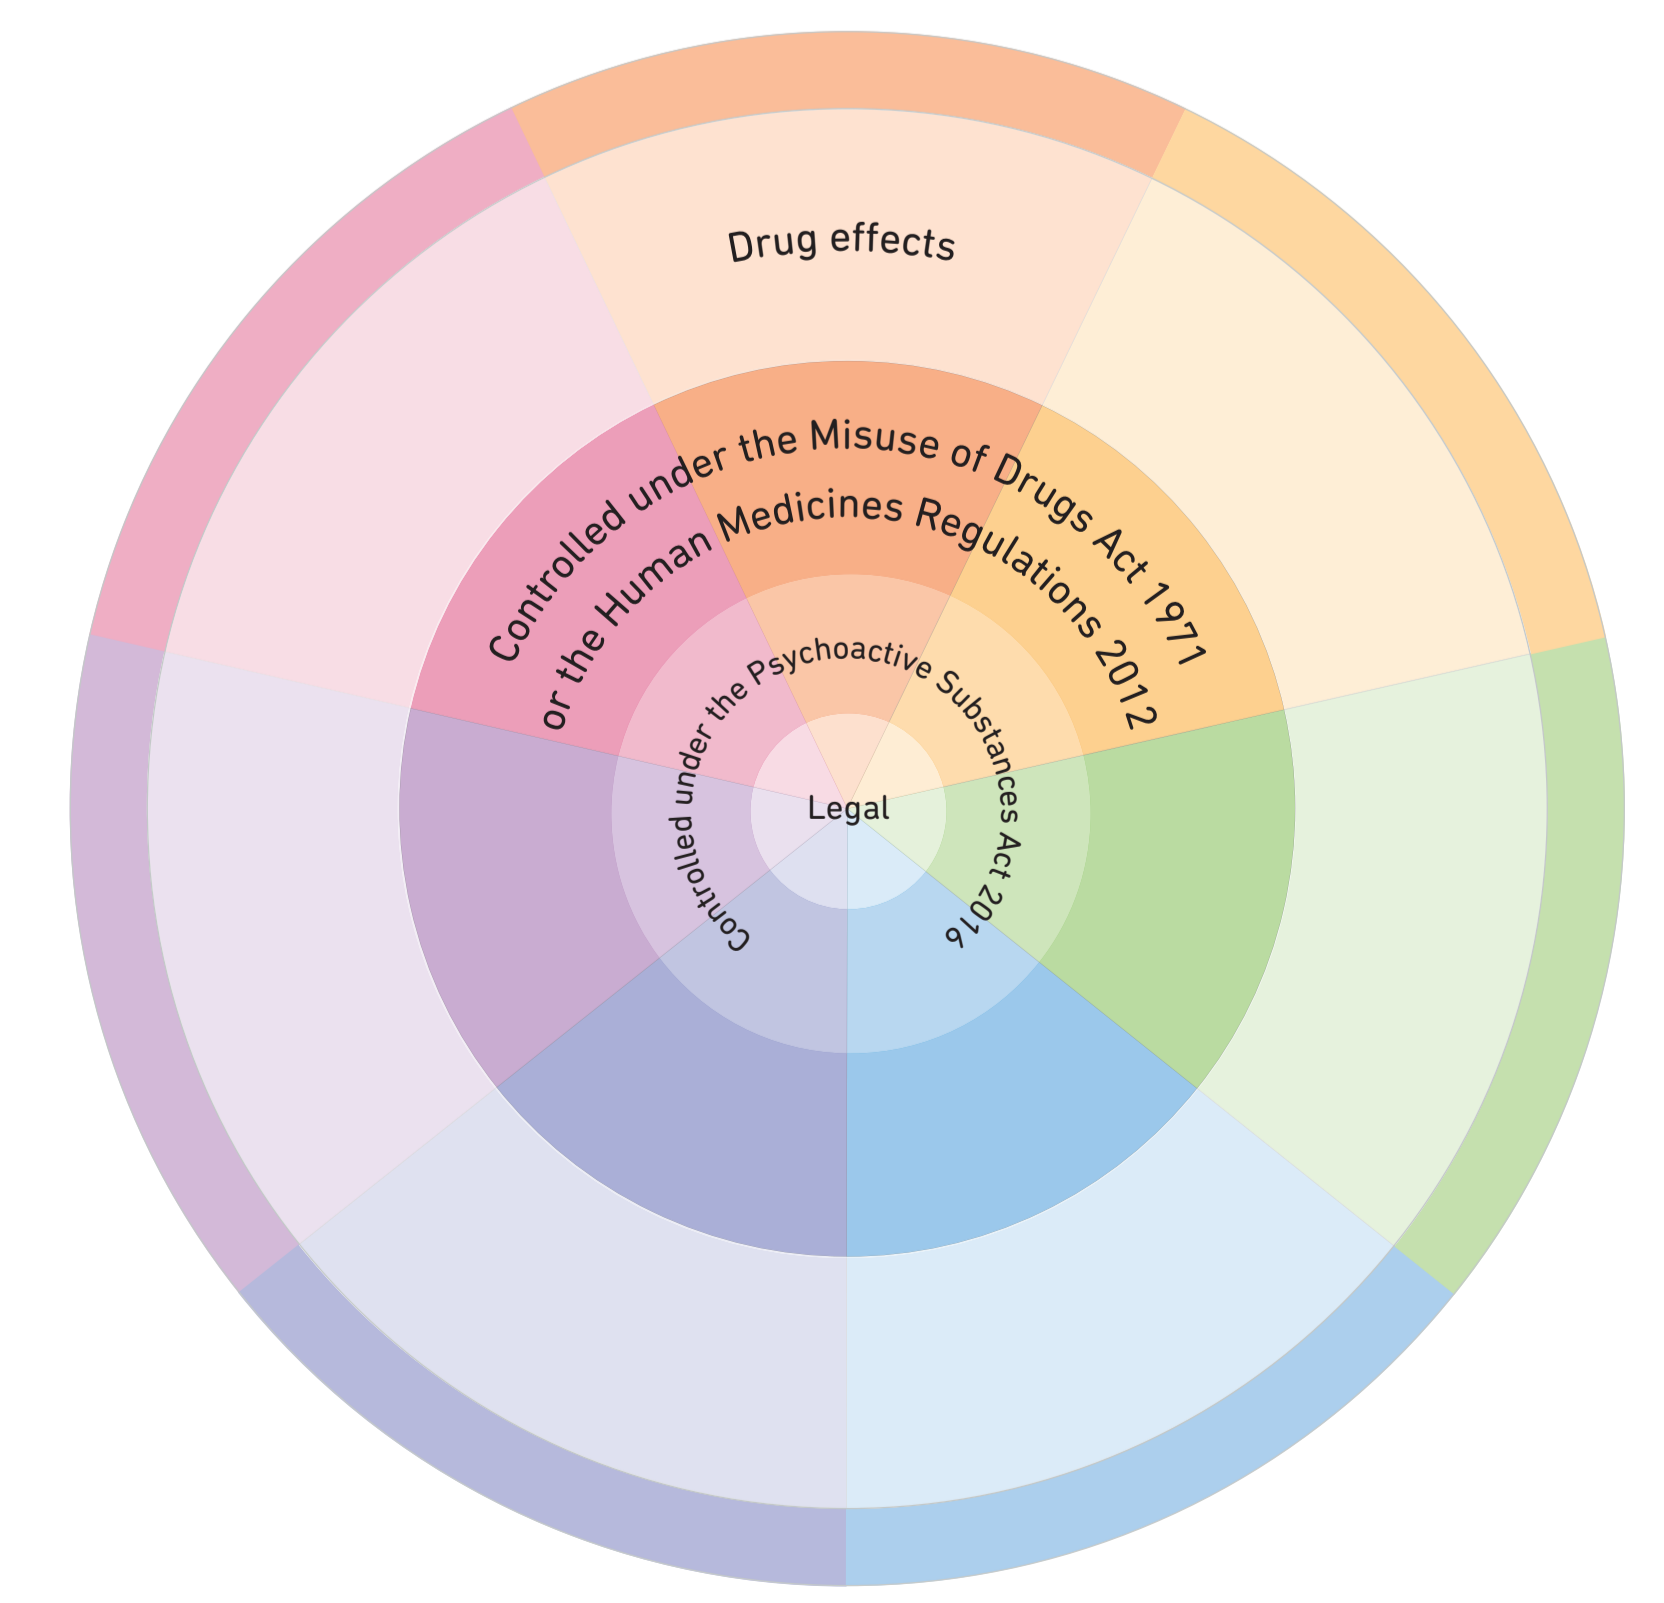 Drug effects
Controlled under the Misuse of Drugs Act 1971
or the Human Medicines Regulations 2012
Controlled under the Psychoactive Substances Act 2016
Legal